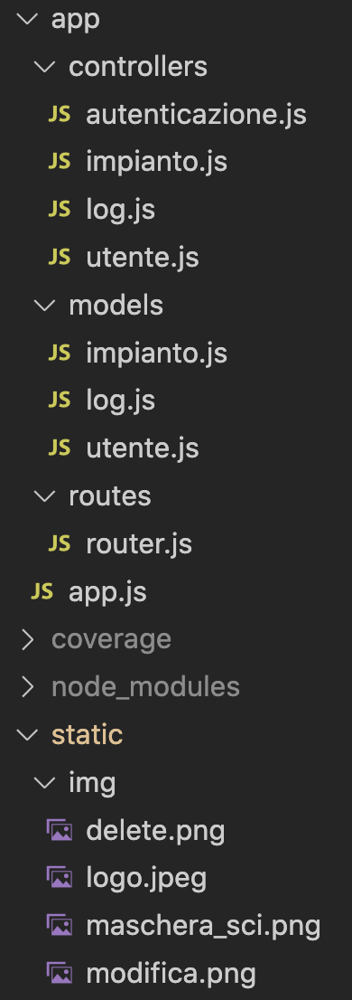 app
controllers
JS autenticazione.js
JS impianto.js
JS log.js
JS utente.js
models
JS impianto.js
JS log.js
JS utente.js
routes
JS router.js
JS app.js
coverage
node_modules
static
img
delete.png
logo.jpeg
maschera_sci.png
modifica.png